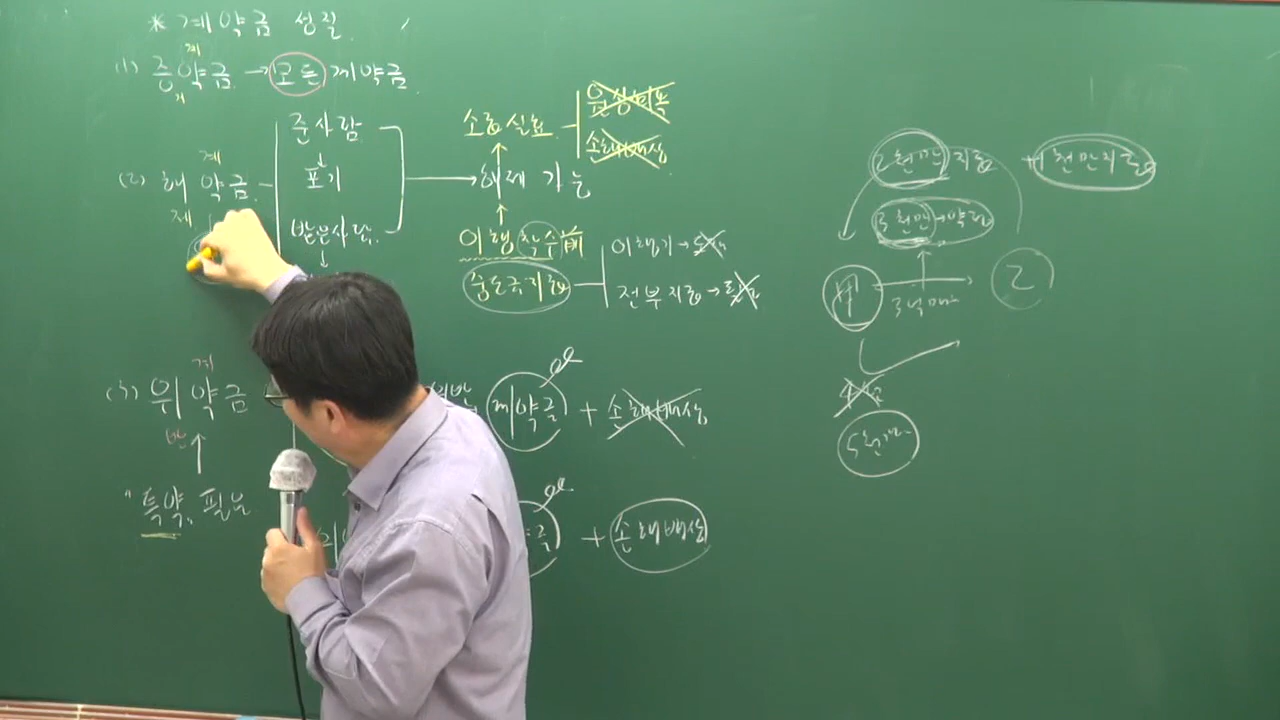 * 계약금 성질
계
(1) 증약금 → 모든 계약금
거
준사람
↓
포기
받은사람
↓
계
(2) 해약금
제
해제 가능
소급실효
원상회복
손해배상
이행착수前
중도금지급
이행기→
전부지급→
계
(3) 위약금
반
"특약" 필요
위반
계약금 + 손해배상
+ 손해배상
2천만 지급 + 1천만지급
3천만→약정
甲 → 乙
3억매매
5천만